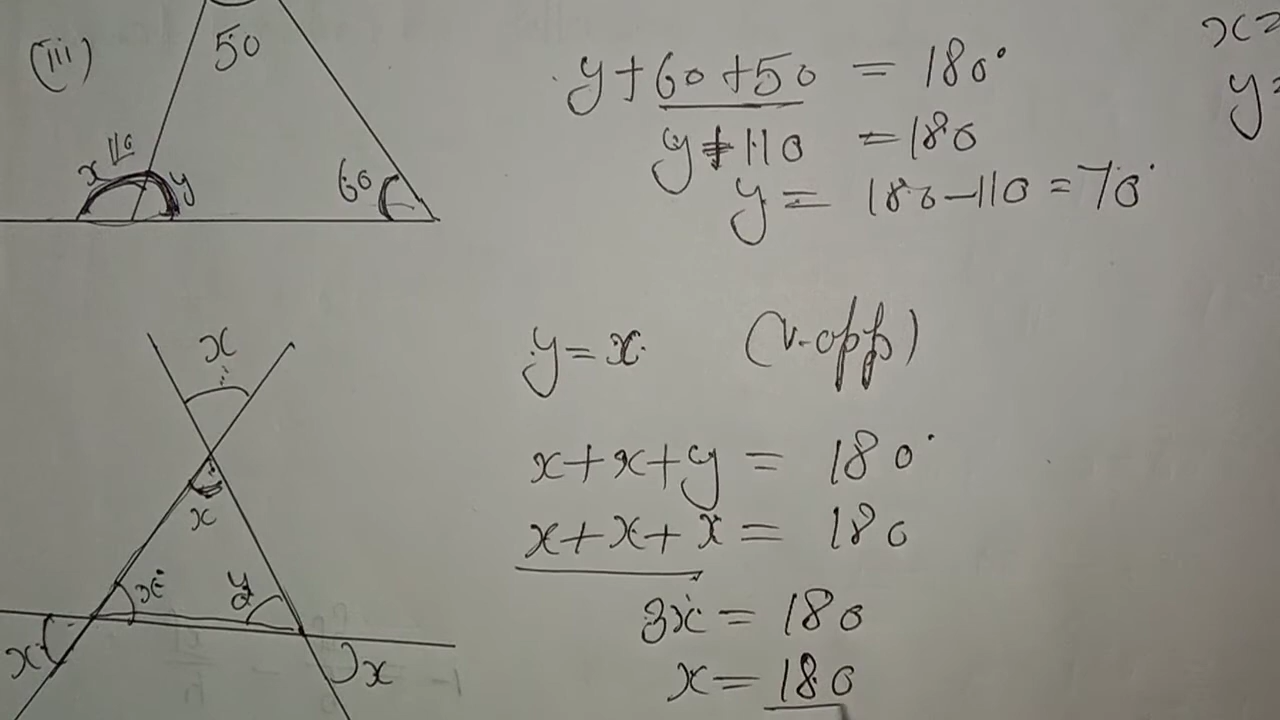 (iii)
50
x 110 y
60
y+60+50 = 180°
y+110 = 180
y = 180-110 = 70°
x=
y=
x
x
x
y
x
x
y=x (v.opp)
x+x+y = 180°
x+x+x = 180
3x = 180
x = 180